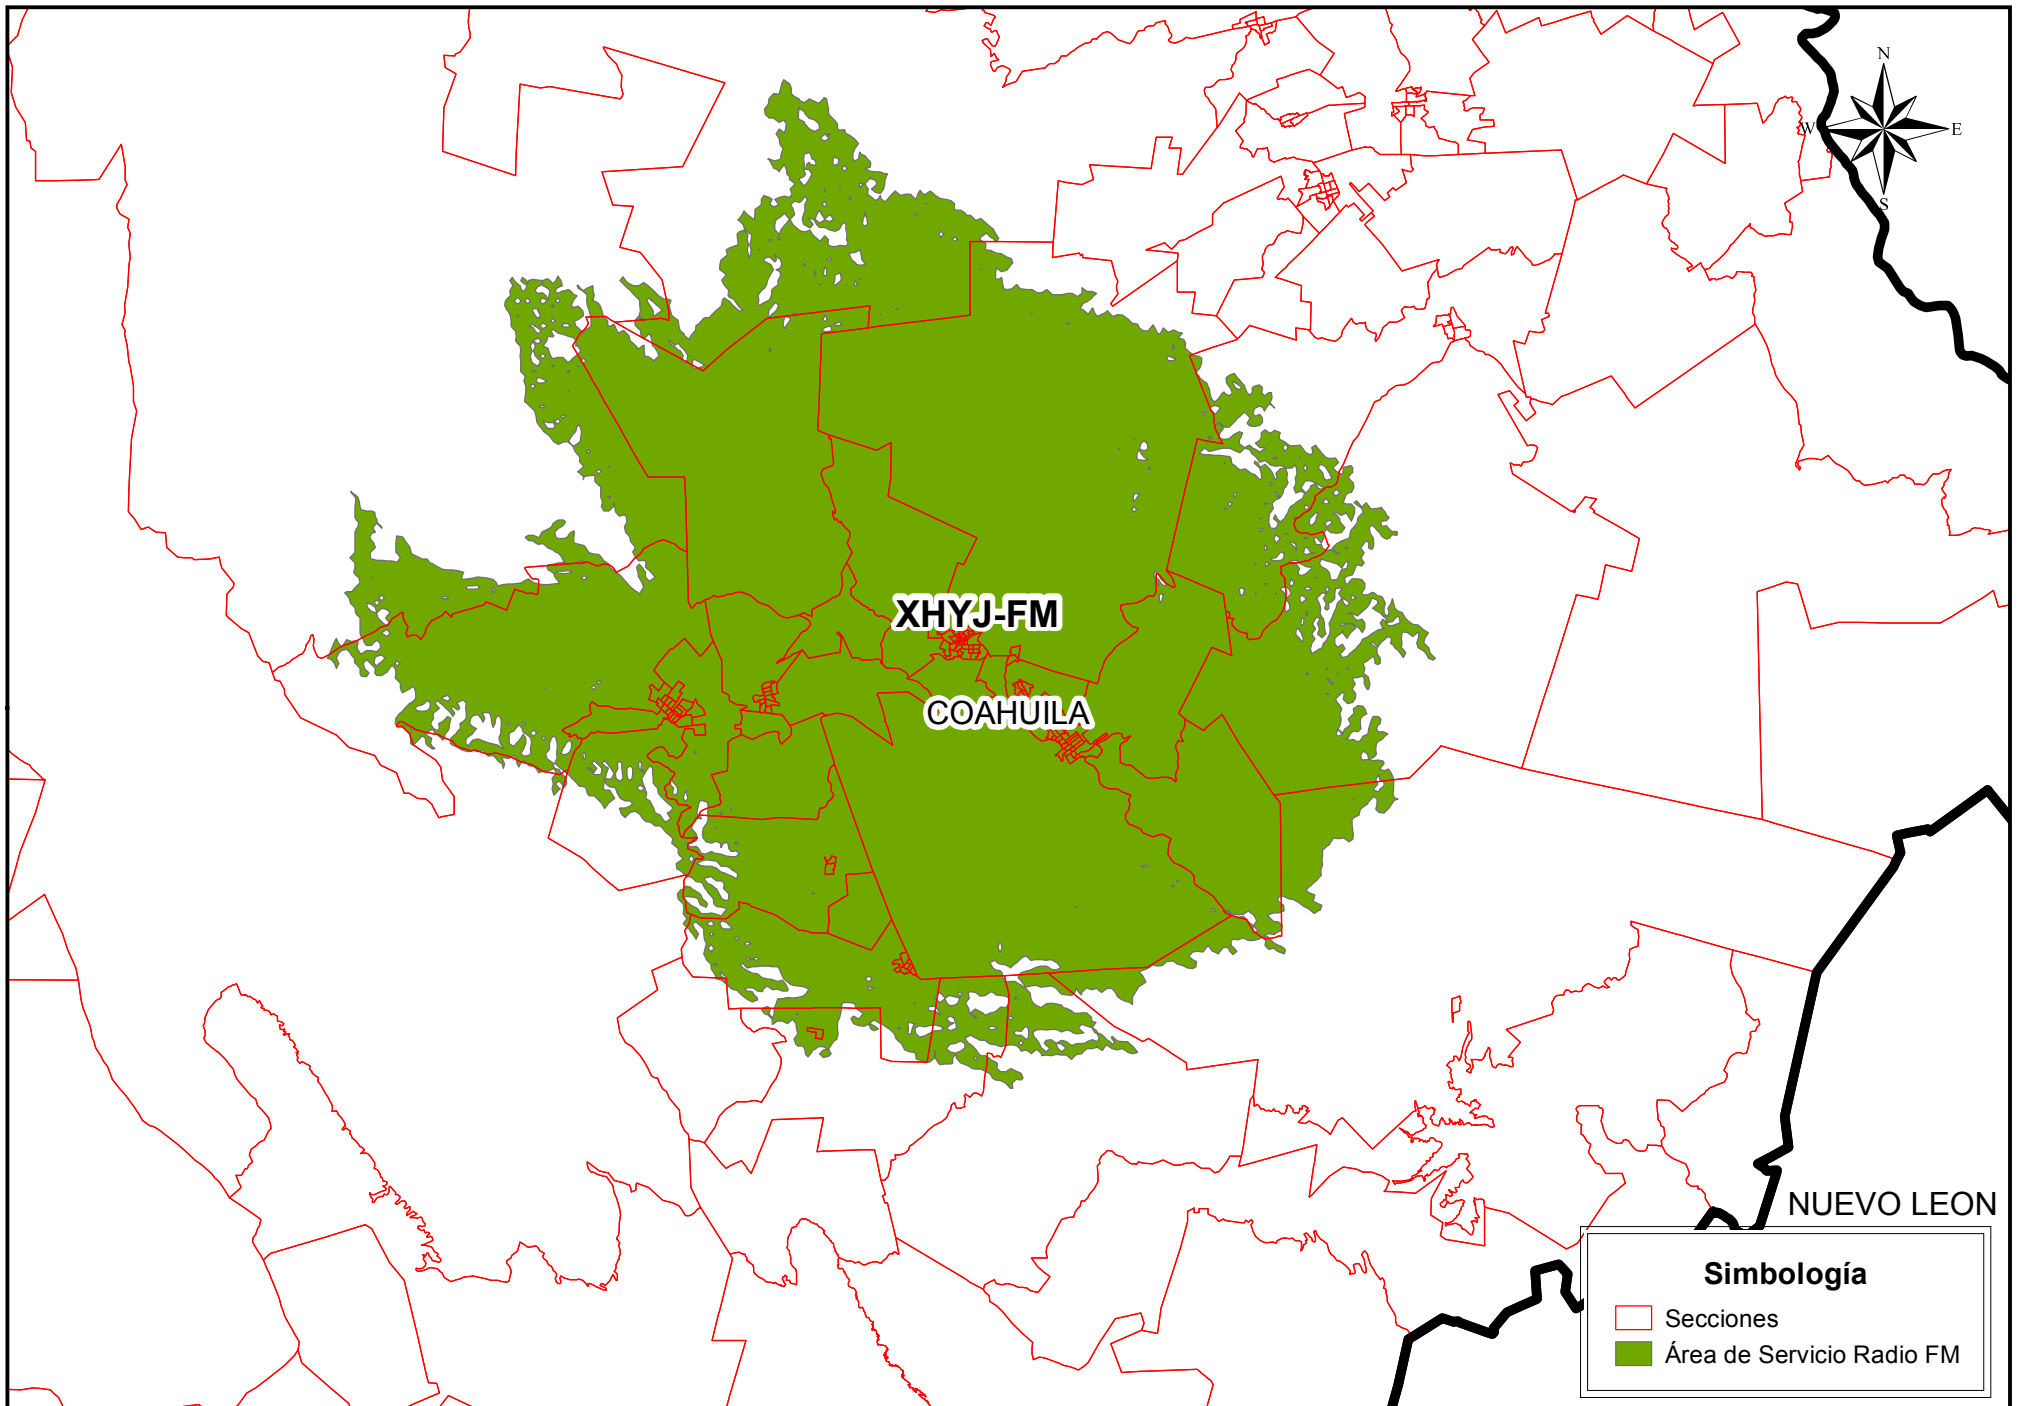 N
W E
S
XHYJ-FM
COAHUILA
NUEVO LEON
Simbología
Secciones
Área de Servicio Radio FM